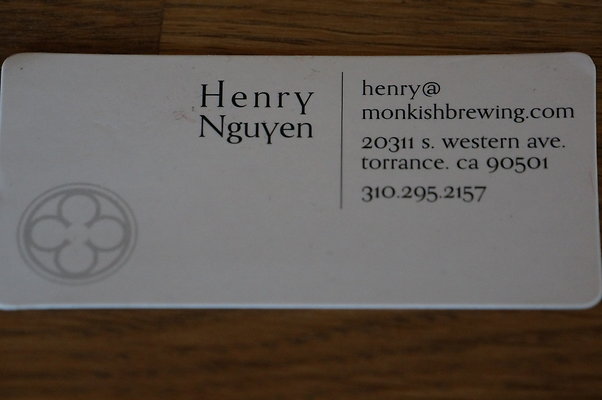 Henry
Nguyen
henry@
monkishbrewing.com
20311 s. western ave.
torrance. ca 90501
310.295.2157